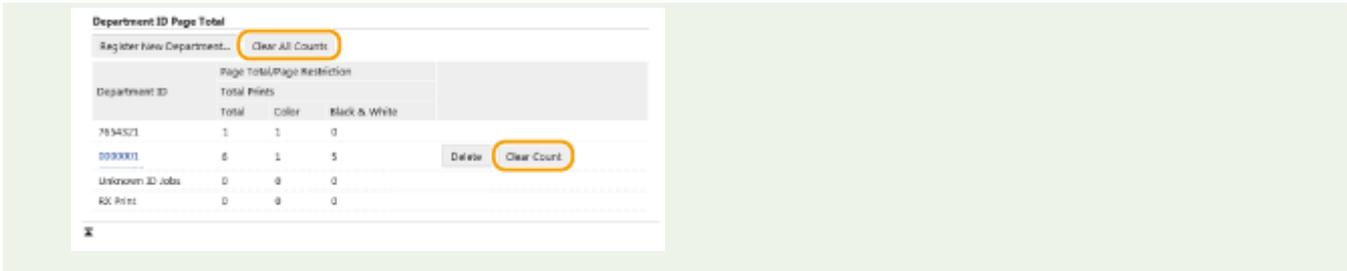 Department ID Page Total
Register New Department... Clear All Counts
Page Total/Page Restriction
Department ID Total Prints
Total Color Black & White
7654321 1 1 0
0000001 6 1 5 Delete Clear Count
Unknown ID Jobs 0 0 0
RX Print 0 0 0